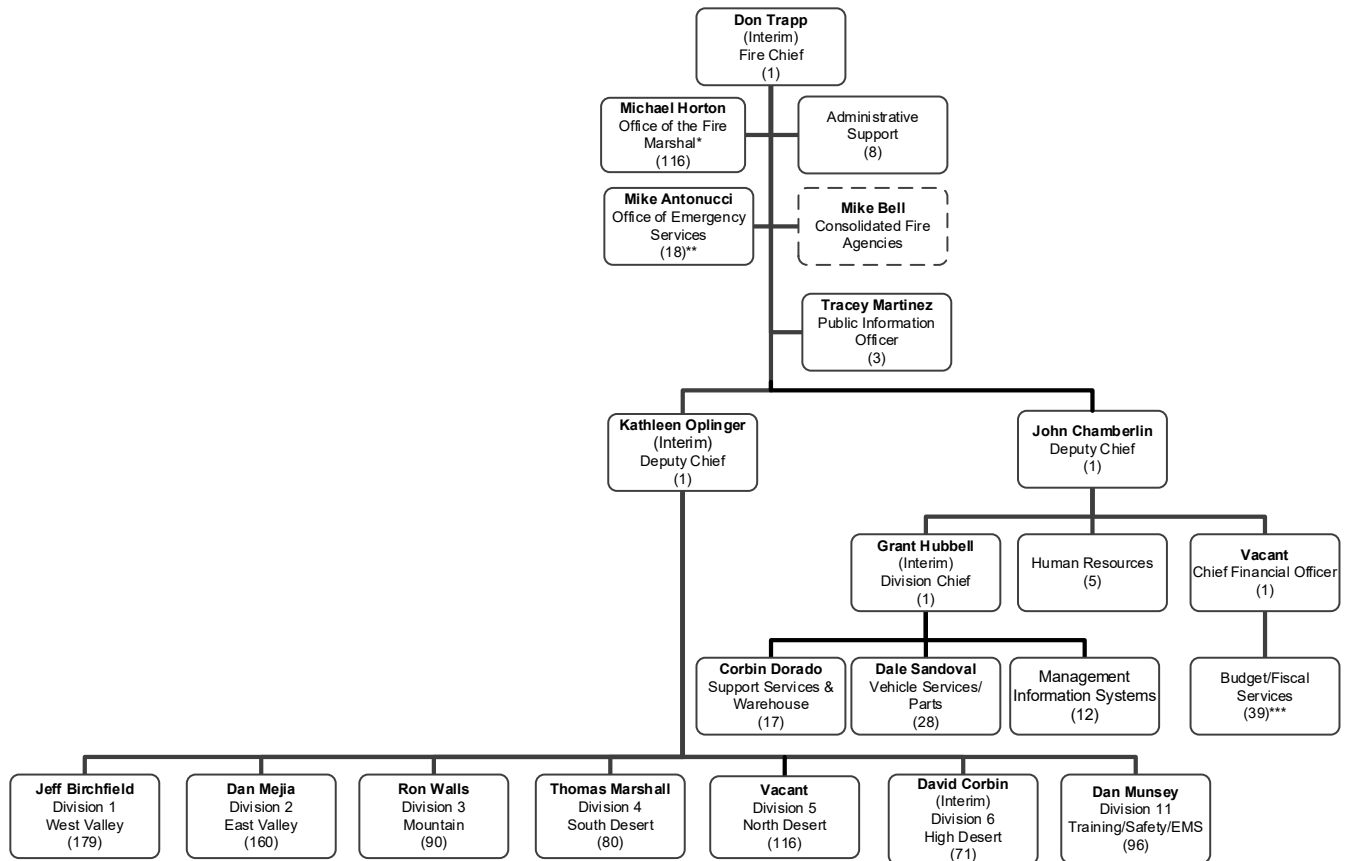 Don Trapp
(Interim)
Fire Chief
(1)
Michael Horton
Office of the Fire
Marshal*
(116)
Administrative
Support
(8)
Mike Antonucci
Office of Emergency
Services
(18)**
Mike Bell
Consolidated Fire
Agencies
Tracey Martinez
Public Information
Officer
(3)
Kathleen Oplinger
(Interim)
Deputy Chief
(1)
John Chamberlin
Deputy Chief
(1)
Grant Hubbell
(Interim)
Division Chief
(1)
Human Resources
(5)
Vacant
Chief Financial Officer
(1)
Corbin Dorado
Support Services &
Warehouse
(17)
Dale Sandoval
Vehicle Services/
Parts
(28)
Management
Information Systems
(12)
Budget/Fiscal
Services
(39)***
Jeff Birchfield
Division 1
West Valley
(179)
Dan Mejia
Division 2
East Valley
(160)
Ron Walls
Division 3
Mountain
(90)
Thomas Marshall
Division 4
South Desert
(80)
Vacant
Division 5
North Desert
(116)
David Corbin
(Interim)
Division 6
High Desert
(71)
Dan Munsey
Division 11
Training/Safety/EMS
(96)